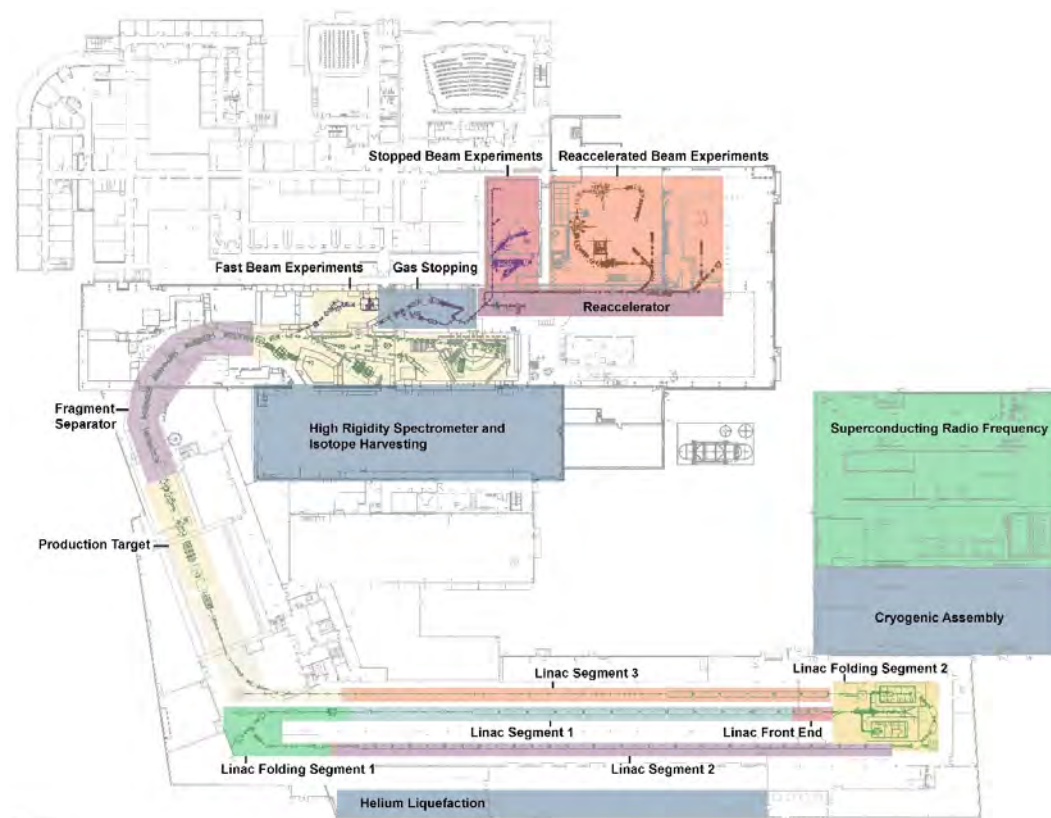 Stopped Beam Experiments
Reaccelerated Beam Experiments
Fast Beam Experiments
Gas Stopping
Reaccelerator
Fragment
Separator
High Rigidity Spectrometer and
Isotope Harvesting
Superconducting Radio Frequency
Production Target
Cryogenic Assembly
Linac Segment 3
Linac Folding Segment 2
Linac Segment 1
Linac Front End
Linac Folding Segment 1
Linac Segment 2
Helium Liquefaction